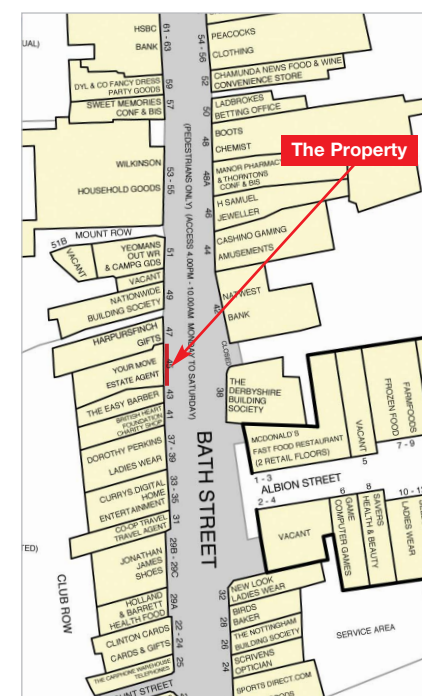 HSBC
BANK
61 - 63
54 - 56
PEACOCKS
CLOTHING
UAL)
DYL & CO FANCY DRESS
PARTY GOODS
59
52
CHAMUNDA NEWS FOOD & WINE
CONVENIENCE STORE
SWEET MEMORIES
CONF & BIS
57
50
LADBROKES
BETTING OFFICE
48
BOOTS
CHEMIST
The Property
WILKINSON
HOUSEHOLD GOODS
53 - 55
(PEDESTRIANS ONLY) (ACCESS 4.00PM - 10.00AM MONDAY TO SATURDAY)
48A
MANOR PHARMACY
& THORNTONS
CONF & BIS
46
H SAMUEL
JEWELLER
MOUNT ROW
51B
VACANT
YEOMANS
OUT WR
& CAMPG GDS
51
44
CASHINO GAMING
AMUSEMENTS
VACANT
NATIONWIDE
BUILDING SOCIETY
49
42
NATWEST
BANK
HARPURSFINCH
GIFTS
47
CLOSED
YOUR MOVE
ESTATE AGENT
45
THE EASY BARBER
43
38
THE
DERBYSHIRE
BUILDING
SOCIETY
BRITISH HEART
FOUNDATION
CHARITY SHOP
41
DOROTHY PERKINS
LADIES WEAR
37 - 39
BATH STREET
MCDONALD'S
FAST FOOD RESTAURANT
(2 RETAIL FLOORS)
VACANT
FROZEN FOOD
FARMFOODS
1 - 3
5
7 - 9
ALBION STREET
2 - 4
6
8
10 - 1
CURRYS DIGITAL
HOME
ENTERTAINMENT
33 - 35
CO-OP TRAVEL
TRAVEL AGENT
31
VACANT
GAME
COMPUTER GAMES
SAVERS
HEALTH & BEAUTY
LADIES WEAR
NEW
TED)
JONATHAN
JAMES
SHOES
29B - 29C
CLUB ROW
HOLLAND
& BARRETT
HEALTH FOOD
29A
32
NEW LOOK
LADIES WEAR
28
BIRDS
BAKER
SERVICE AREA
CLINTON CARDS
CARDS & GIFTS
22 - 24
26
THE NOTTINGHAM
BUILDING SOCIETY
THE CARPHONE WAREHOUSE
TELEPHONES
25
24
SCRIVENS
OPTICIAN
UNT STREET
SPORTS DIRECT.COM
GOODS